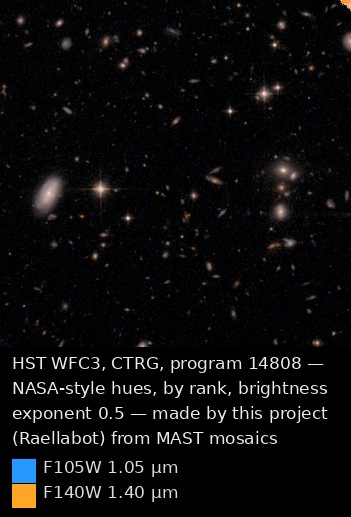 HST WFC3, CTRG, program 14808 —
NASA-style hues, by rank, brightness
exponent 0.5 — made by this project
(Raellabot) from MAST mosaics
F105W 1.05 μm
F140W 1.40 μm